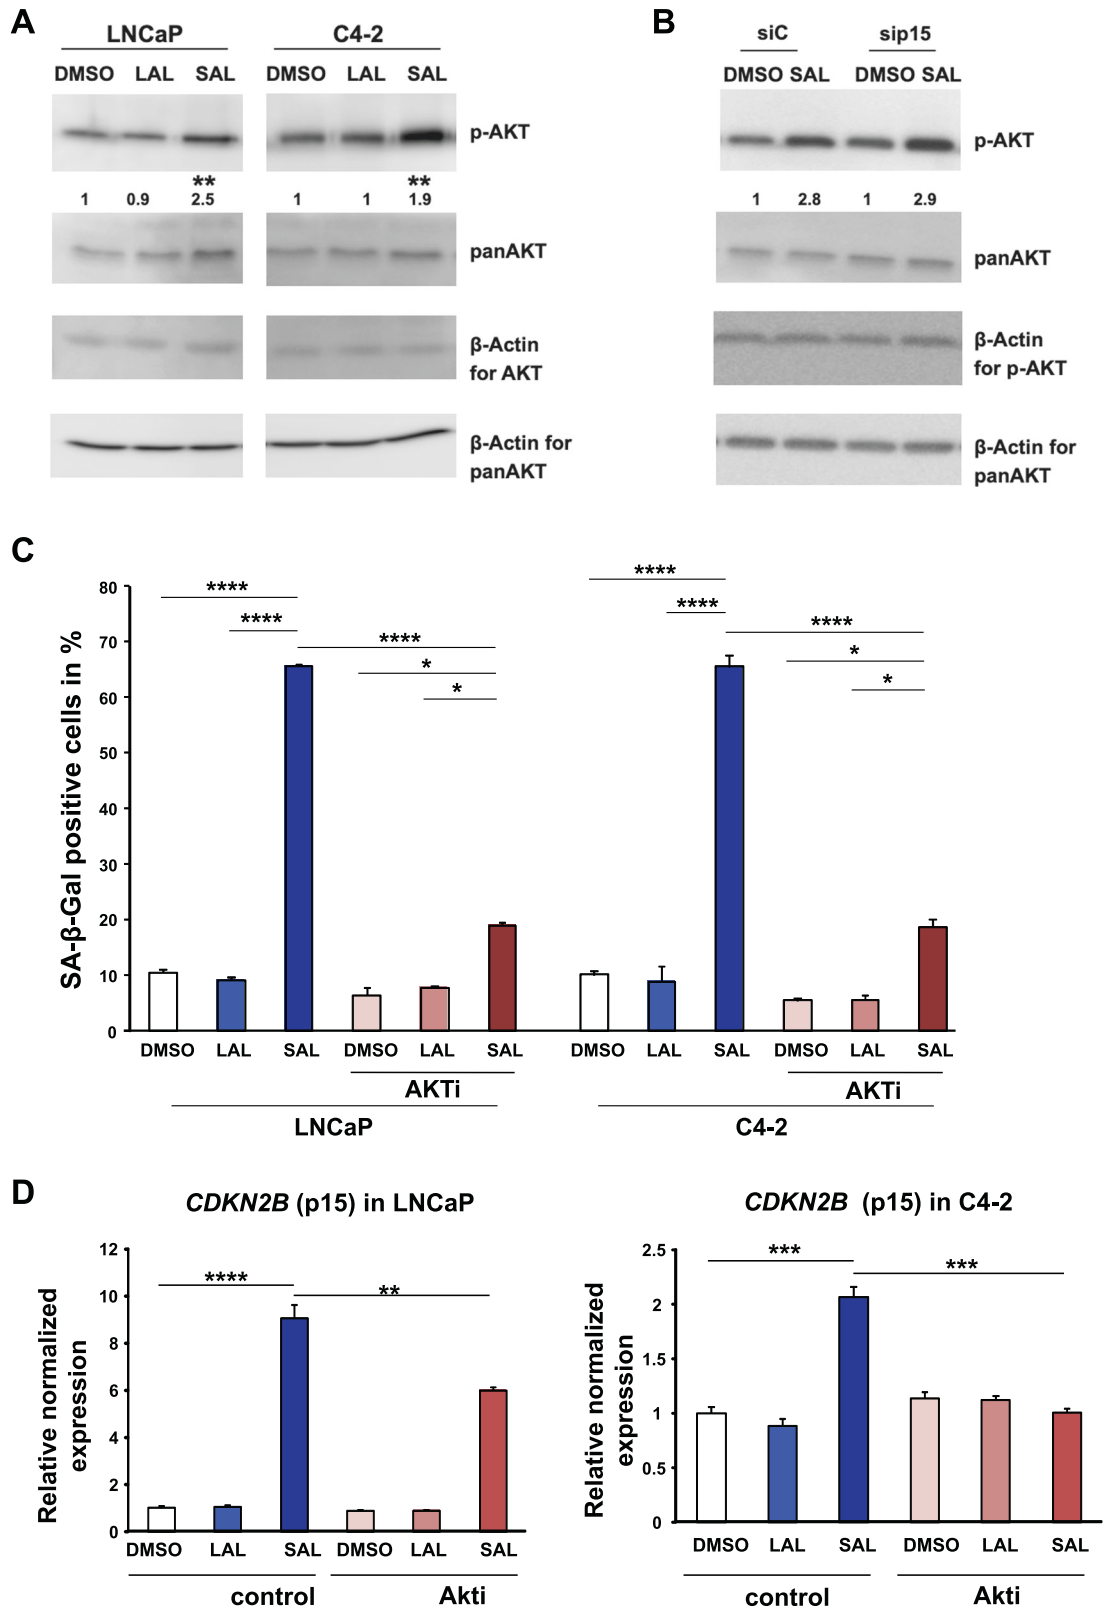 A
LNCaP
C4-2
DMSO LAL SAL
DMSO LAL SAL
p-AKT
**
**
1 0.9 2.5
1 1 1.9
panAKT
β-Actin
for AKT
β-Actin for
panAKT
B
siC
sip15
DMSO SAL
DMSO SAL
p-AKT
1 2.8 1 2.9
panAKT
β-Actin
for p-AKT
β-Actin for
panAKT
C
SA-β-Gal positive cells in %
80
70
60
50
40
30
20
10
0
****
****
****
*
*
****
****
****
*
*
DMSO LAL SAL DMSO LAL SAL
DMSO LAL SAL DMSO LAL SAL
AKTi
AKTi
LNCaP
C4-2
D
CDKN2B (p15) in LNCaP
Relative normalized
expression
12
10
8
6
4
2
0
****
**
DMSO LAL SAL DMSO LAL SAL
control
Akti
CDKN2B (p15) in C4-2
Relative normalized
expression
2.5
2
1.5
1
0.5
0
***
***
DMSO LAL SAL DMSO LAL SAL
control
Akti